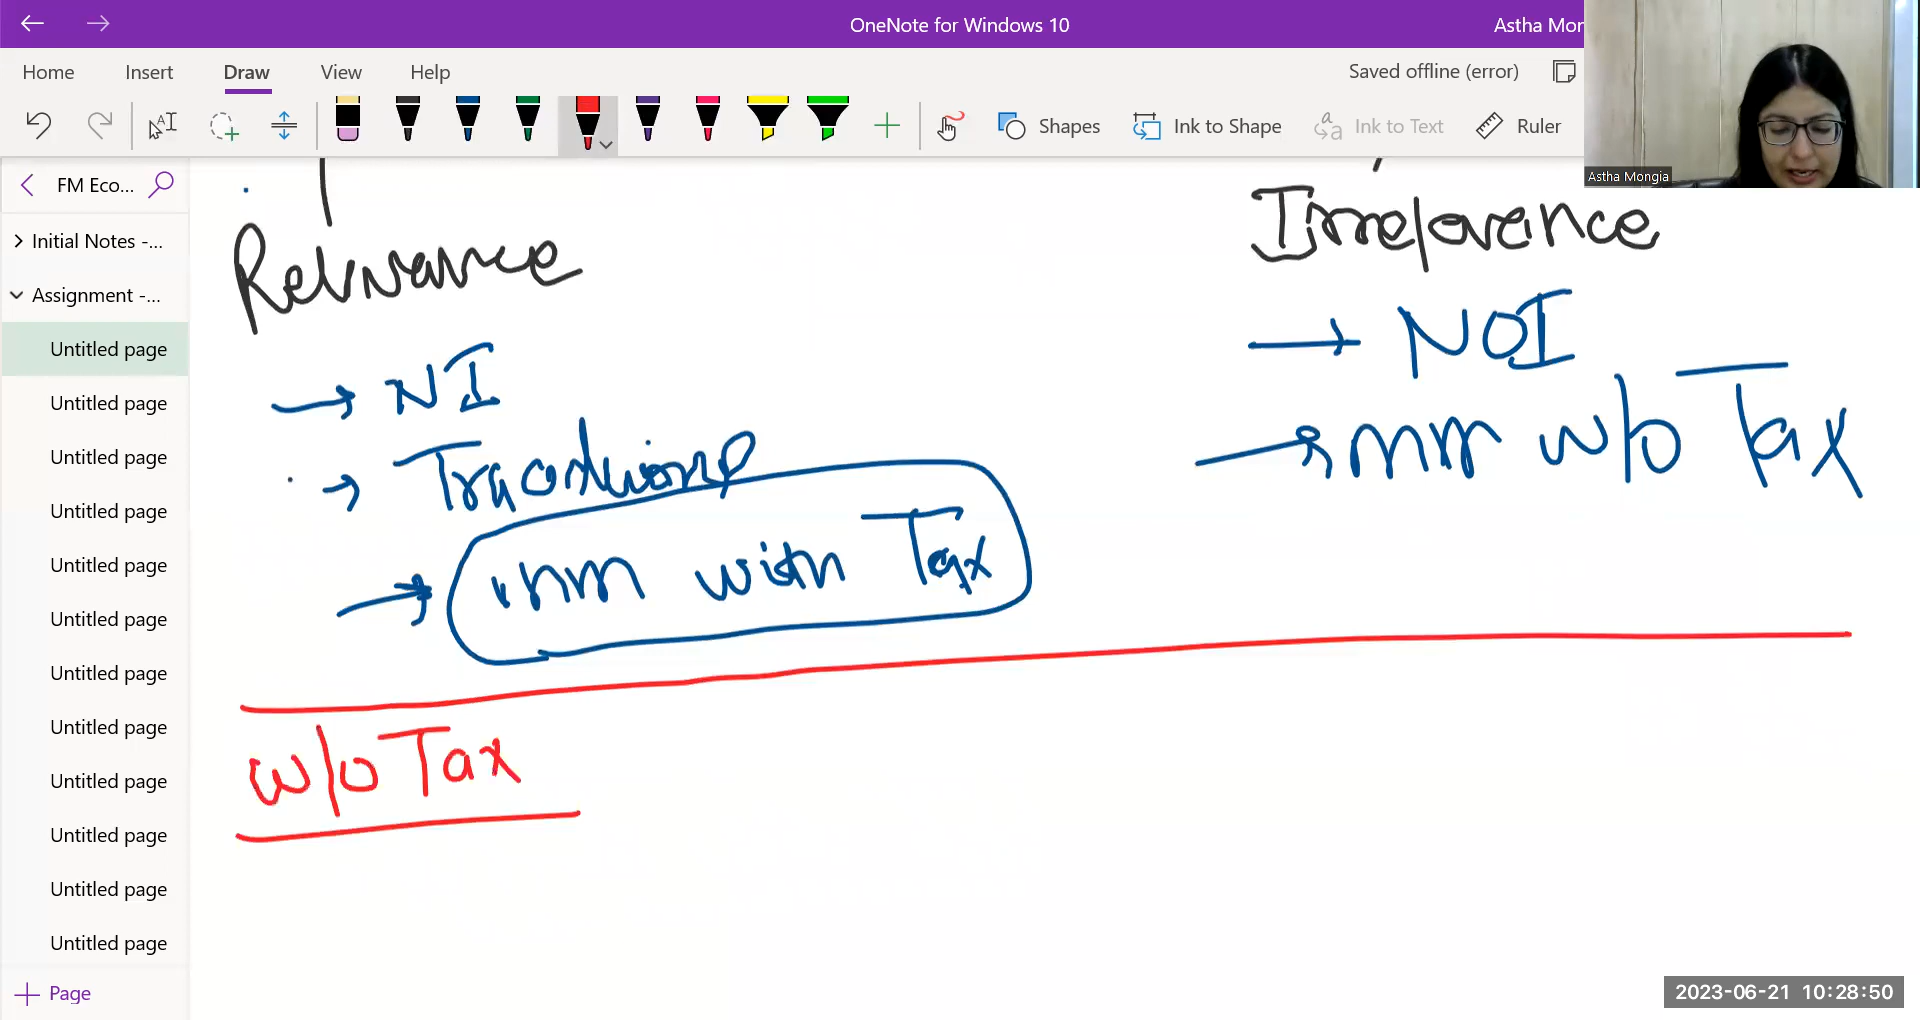 OneNote for Windows 10
Astha Mon
Home Insert Draw View Help
Saved offline (error)
Shapes Ink to Shape Ink to Text Ruler
Astha Mongia
FM Eco...
Initial Notes -...
Assignment -...
Untitled page
Untitled page
Untitled page
Untitled page
Untitled page
Untitled page
Untitled page
Untitled page
Untitled page
Untitled page
Untitled page
Untitled page
Page
Relevance
→ NI
→ Traditional
→ mm with Tax
Irrelevance
→ NOI
→ mm w/o Tax
w/o Tax
2023-06-21 10:28:50